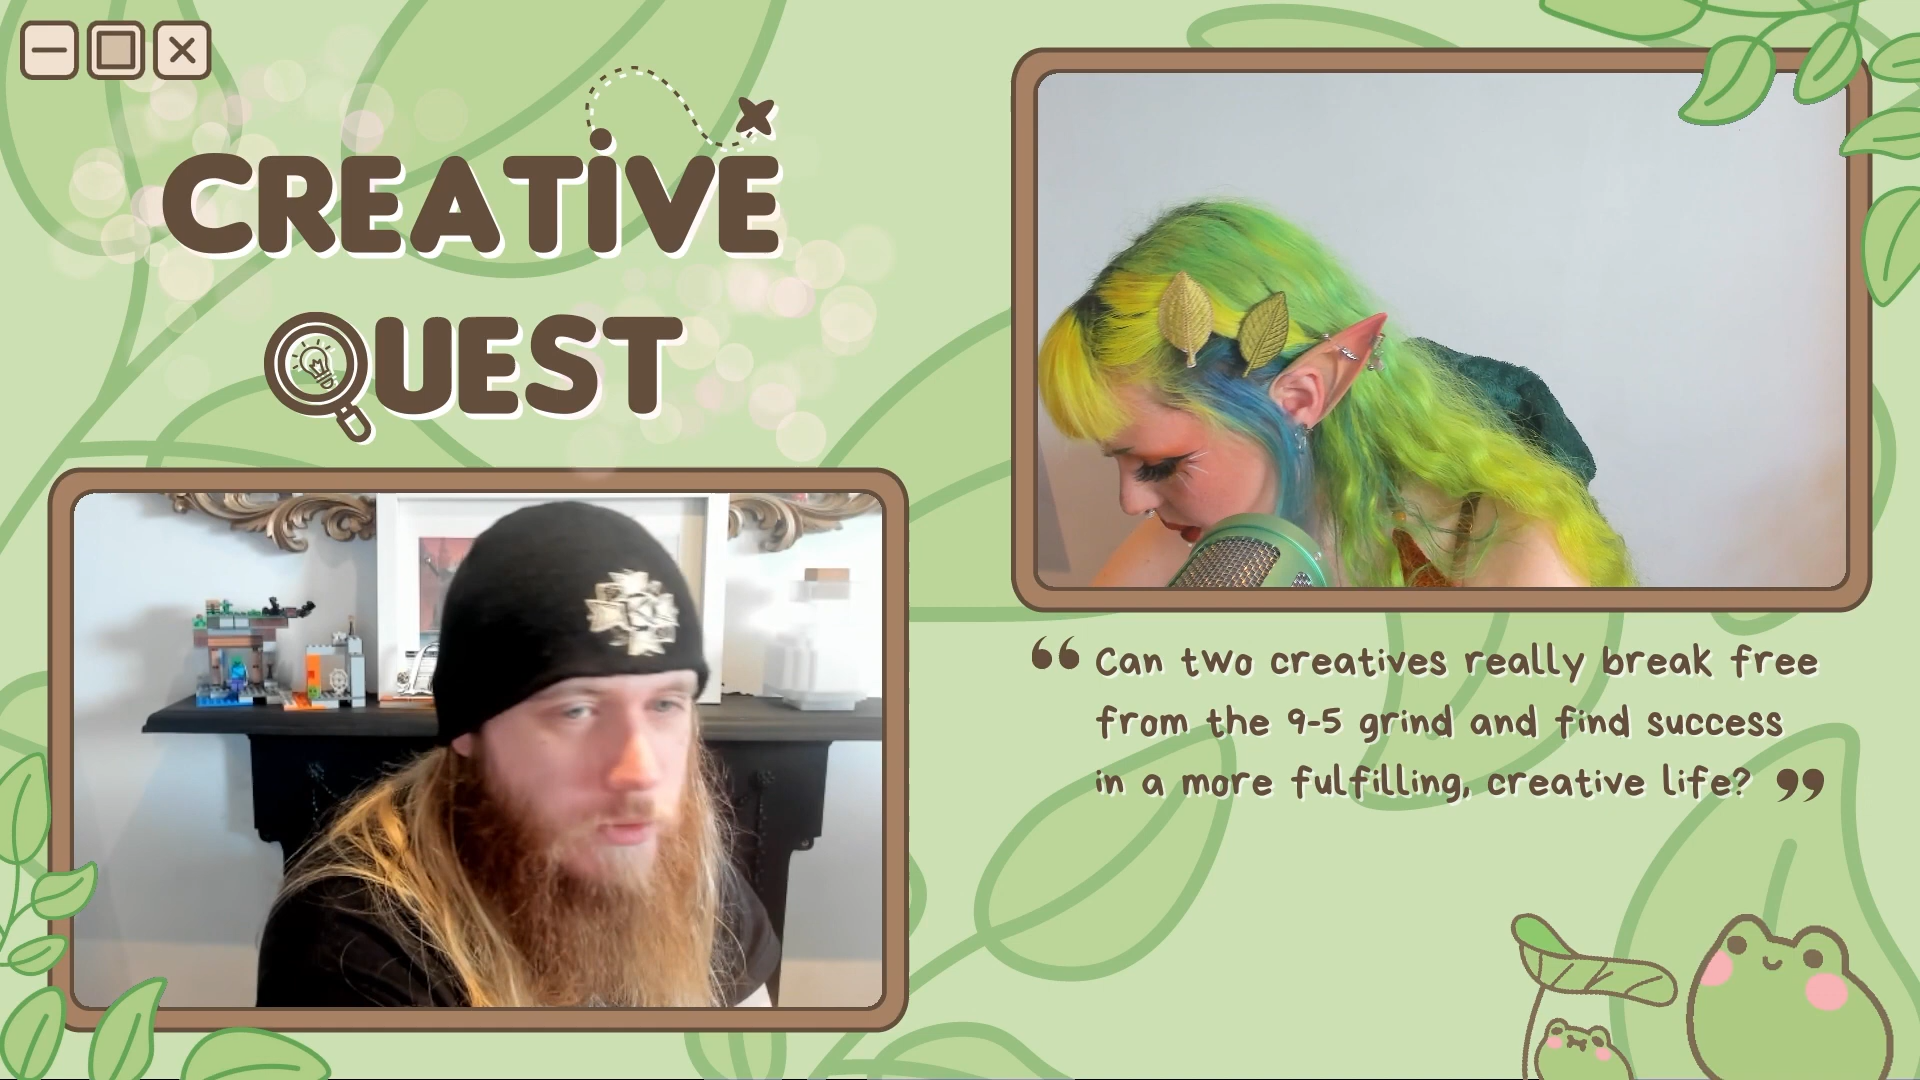 CREATiVE
QUEST
“ Can two creatives really break free
from the 9-5 grind and find success
in a more fulfilling, creative life? ”